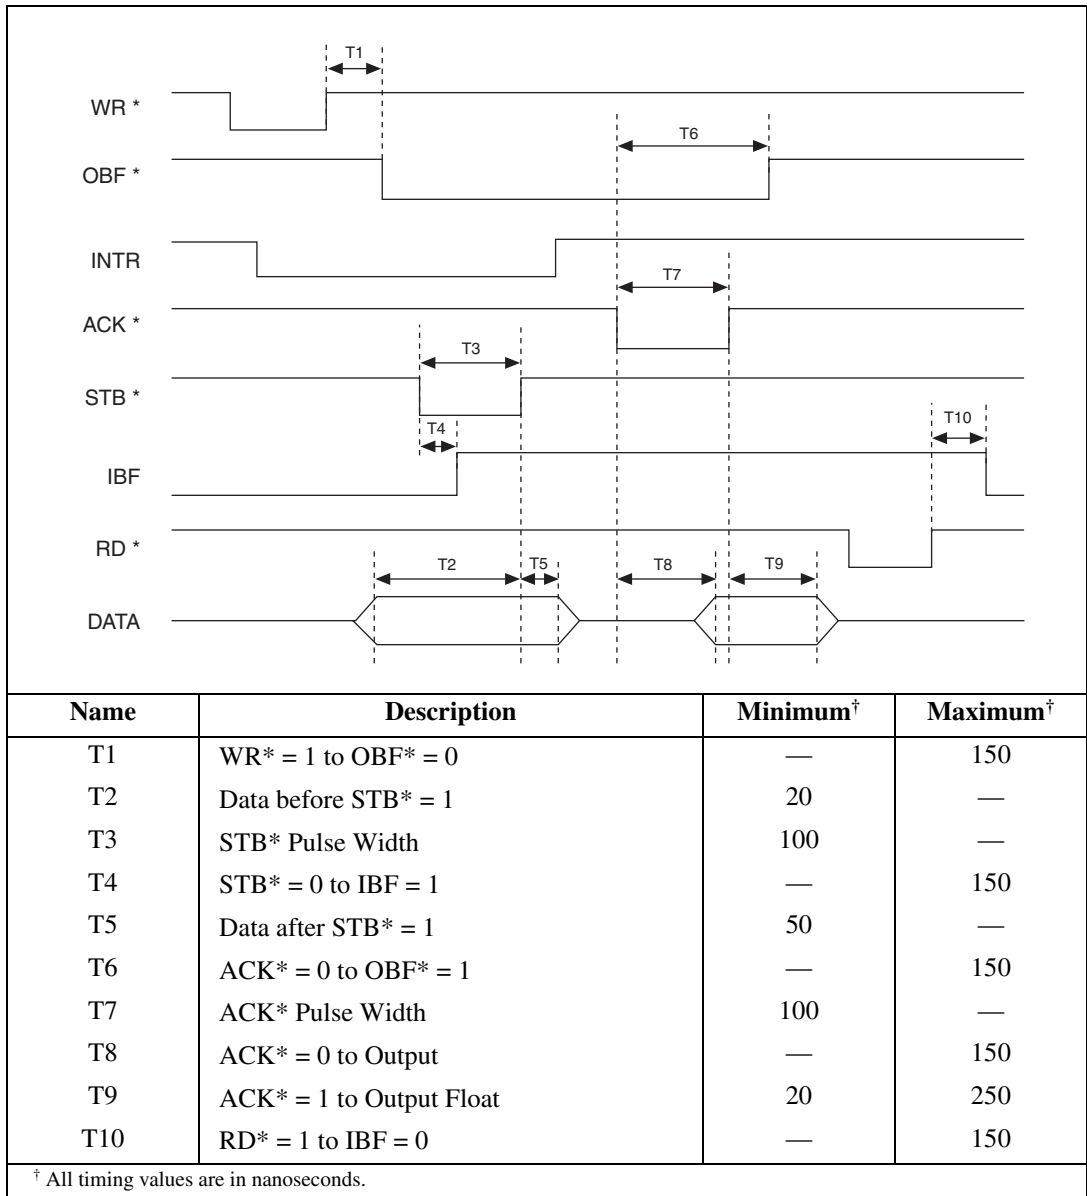 T1
WR *
T6
OBF *
INTR
T7
ACK *
T3
STB *
T4
T10
IBF
RD *
T2 T5 T8 T9
DATA
Name Description Minimum† Maximum†
T1 WR* = 1 to OBF* = 0 — 150
T2 Data before STB* = 1 20 —
T3 STB* Pulse Width 100 —
T4 STB* = 0 to IBF = 1 — 150
T5 Data after STB* = 1 50 —
T6 ACK* = 0 to OBF* = 1 — 150
T7 ACK* Pulse Width 100 —
T8 ACK* = 0 to Output — 150
T9 ACK* = 1 to Output Float 20 250
T10 RD* = 1 to IBF = 0 — 150
† All timing values are in nanoseconds.